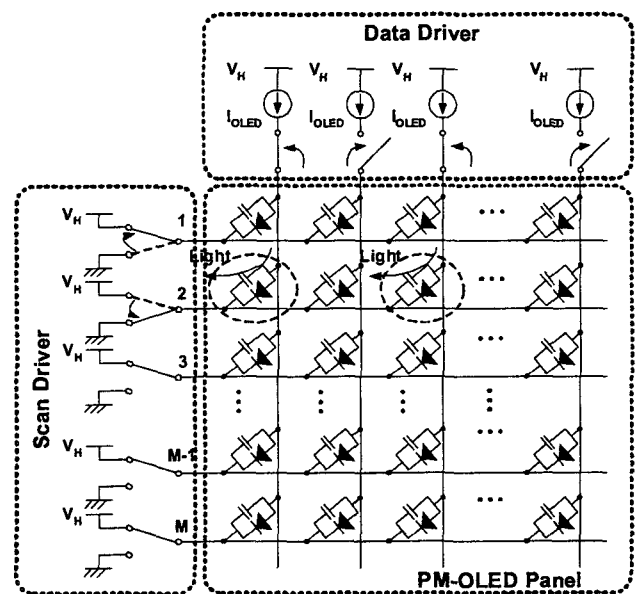 Data Driver
V_H V_H V_H V_H
I_OLED I_OLED I_OLED I_OLED
Scan Driver
V_H 1
Light Light
V_H 2
V_H 3
V_H M-1
V_H M
PM-OLED Panel